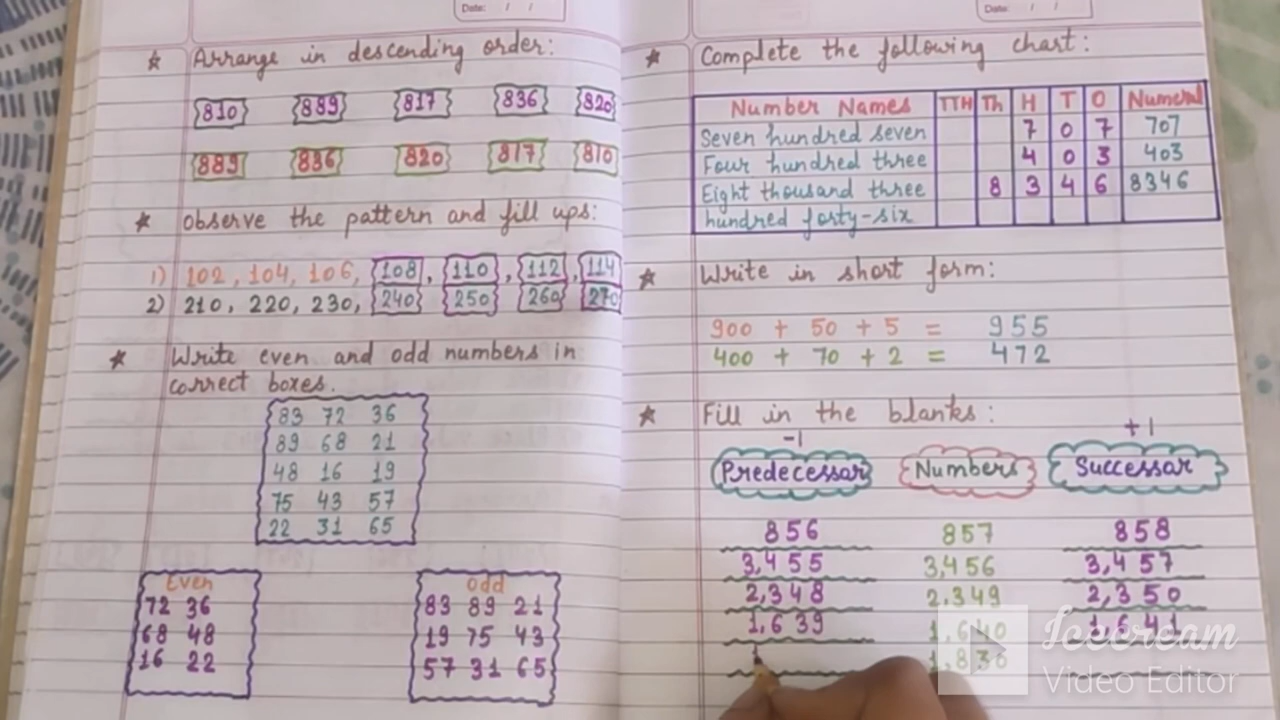 Date: / /
Arrange in descending order:
810 889 817 836 820
889 836 820 817 810
observe the pattern and fill ups:
1) 102, 104, 106, 108, 110, 112, 114
2) 210, 220, 230, 240 250 260 270
Write even and odd numbers in
correct boxes.
83 72 36
89 68 21
48 16 19
75 43 57
22 31 65
Even
72 36
68 48
16 22
odd
83 89 21
19 75 43
57 31 65
Date: / /
Complete the following chart:
Number Names TTH Th H T O Numeral
Seven hundred seven 7 0 7 707
Four hundred three 4 0 3 403
Eight thousand three 8 3 4 6 8346
hundred forty-six
Write in short form:
900 + 50 + 5 = 955
400 + 70 + 2 = 472
Fill in the blanks:
-1 +1
Predecessar Numbers Successar
856 857 858
3,455 3,456 3,457
2,348 2,349 2,350
1,639 1,640 1,641
1,836
Icecream
Video Editor